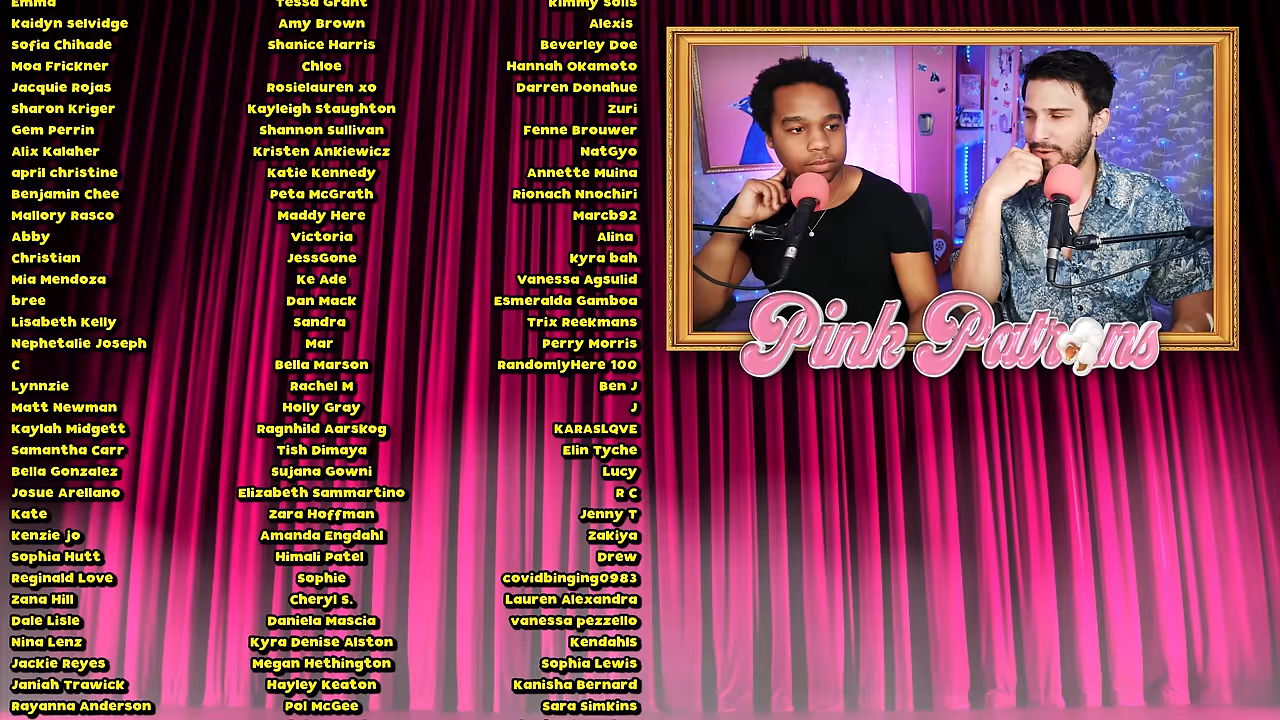 Emma
Kaidyn selvidge
Sofia Chihade
Moa Frickner
Jacquie Rojas
Sharon Kriger
Gem Perrin
Alix Kalaher
april christine
Benjamin Chee
Mallory Rasco
Abby
Christian
Mia Mendoza
bree
Lisabeth Kelly
Nephetalie Joseph
C
Lynnzie
Matt Newman
Kaylah Midgett
Samantha Carr
Bella Gonzalez
Josue Arellano
Kate
Kenzie jo
Sophia Hutt
Reginald Love
Zana Hill
Dale Lisle
Nina Lenz
Jackie Reyes
Janiah Trawick
Rayanna Anderson
Tessa Grant
Amy Brown
Shanice Harris
Chloe
Rosielauren xo
Kayleigh Staughton
Shannon Sullivan
Kristen Ankiewicz
Katie Kennedy
Peta McGrath
Maddy Here
Victoria
JessGone
Ke Ade
Dan Mack
Sandra
Mar
Bella Marson
Rachel M
Holly Gray
Ragnhild Aarskog
Tish Dimaya
Sujana Gowni
Elizabeth Sammartino
Zara Hoffman
Amanda Engdahl
Himali Patel
Sophie
Cheryl S.
Daniela Mascia
Kyra Denise Alston
Megan Hethington
Hayley Keaton
Pol McGee
Kimmy Solis
Alexis
Beverley Doe
Hannah Okamoto
Darren Donahue
Zuri
Fenne Brouwer
NatGyo
Annette Muina
Rionach Nnochiri
Marcb92
Alina
kyra bah
Vanessa Agsulid
Esmeralda Gamboa
Trix Reekmans
Perry Morris
RandomlyHere 100
Ben J
J
KARASLQVE
Elin Tyche
Lucy
R C
Jenny T
Zakiya
Drew
covidbinging0983
Lauren Alexandra
vanessa pezzello
KendahlS
Sophia Lewis
Kanisha Bernard
Sara Simkins
Pink Patrons